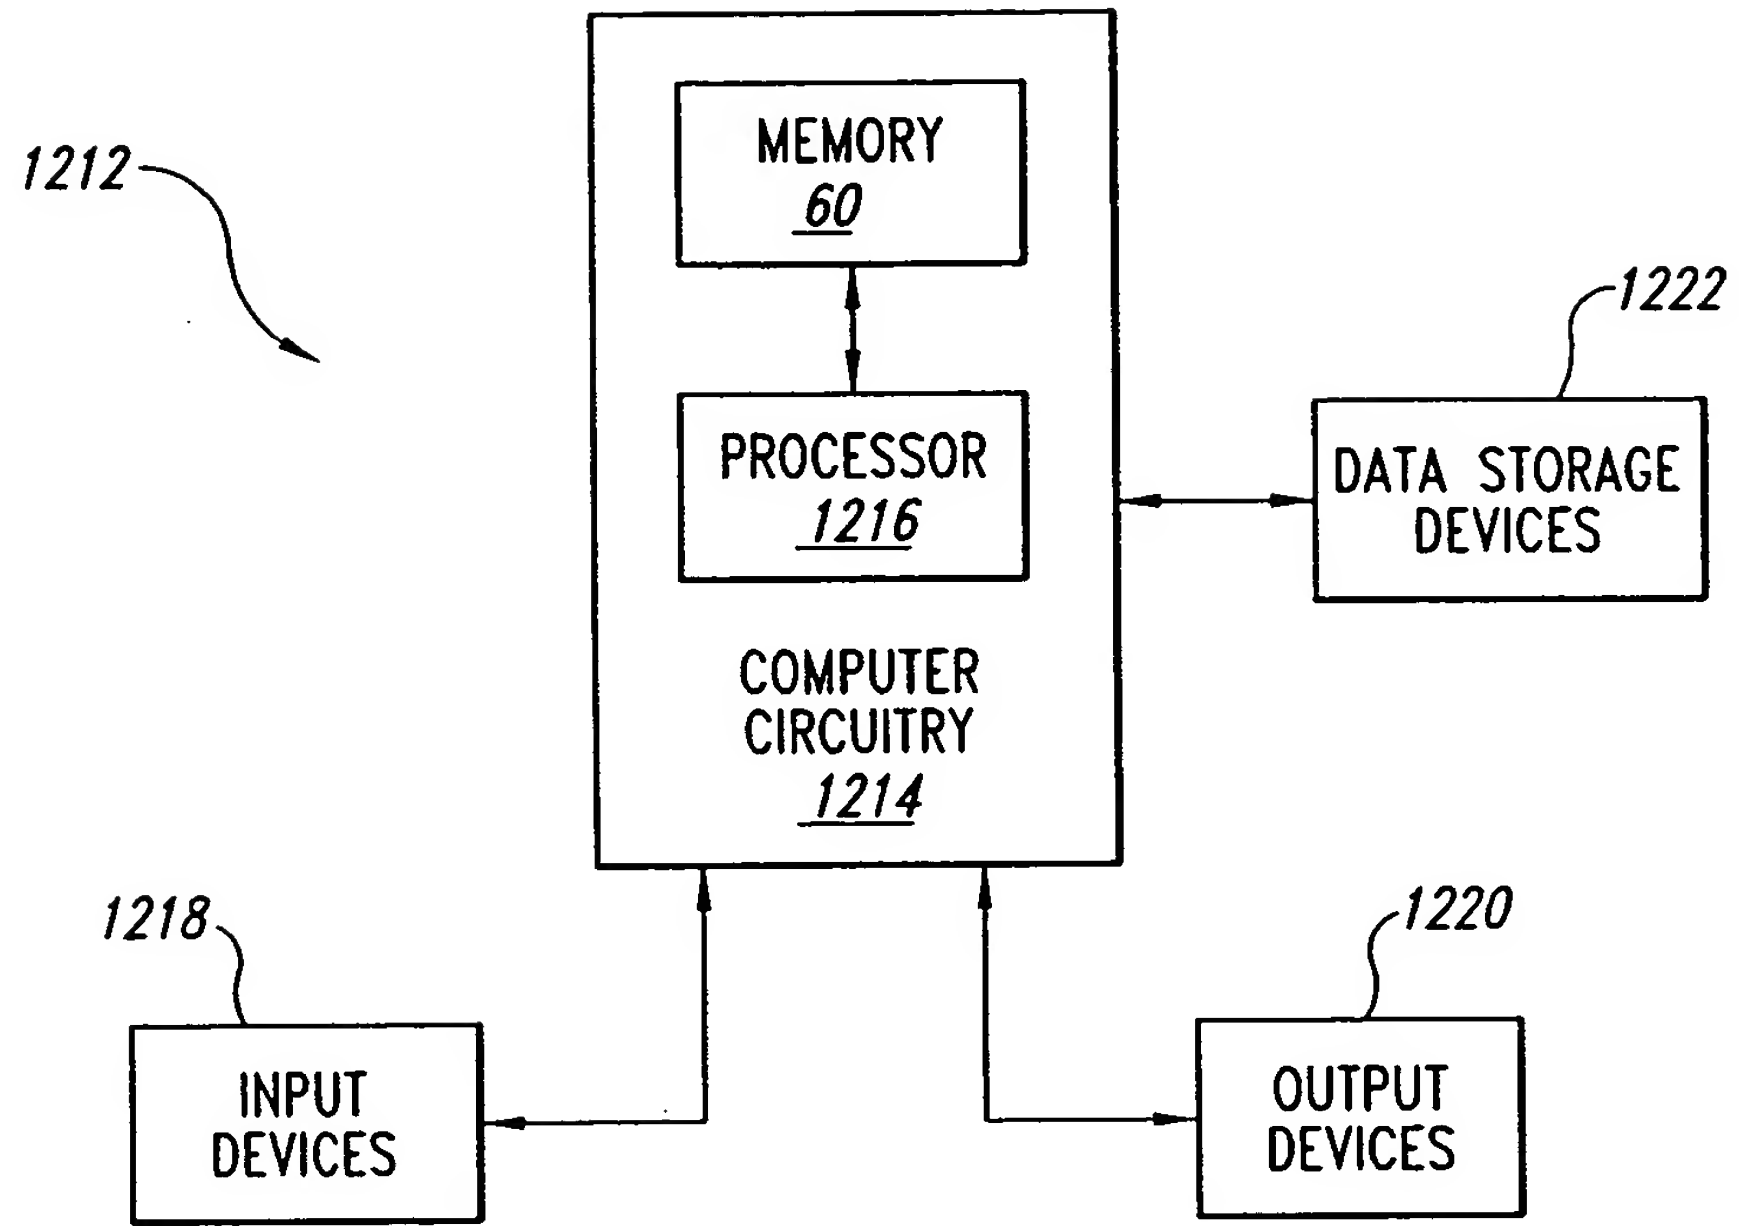 MEMORY
60
1212
1222
PROCESSOR
1216
DATA STORAGE
DEVICES
COMPUTER
CIRCUITRY
1214
1218
1220
INPUT
DEVICES
OUTPUT
DEVICES